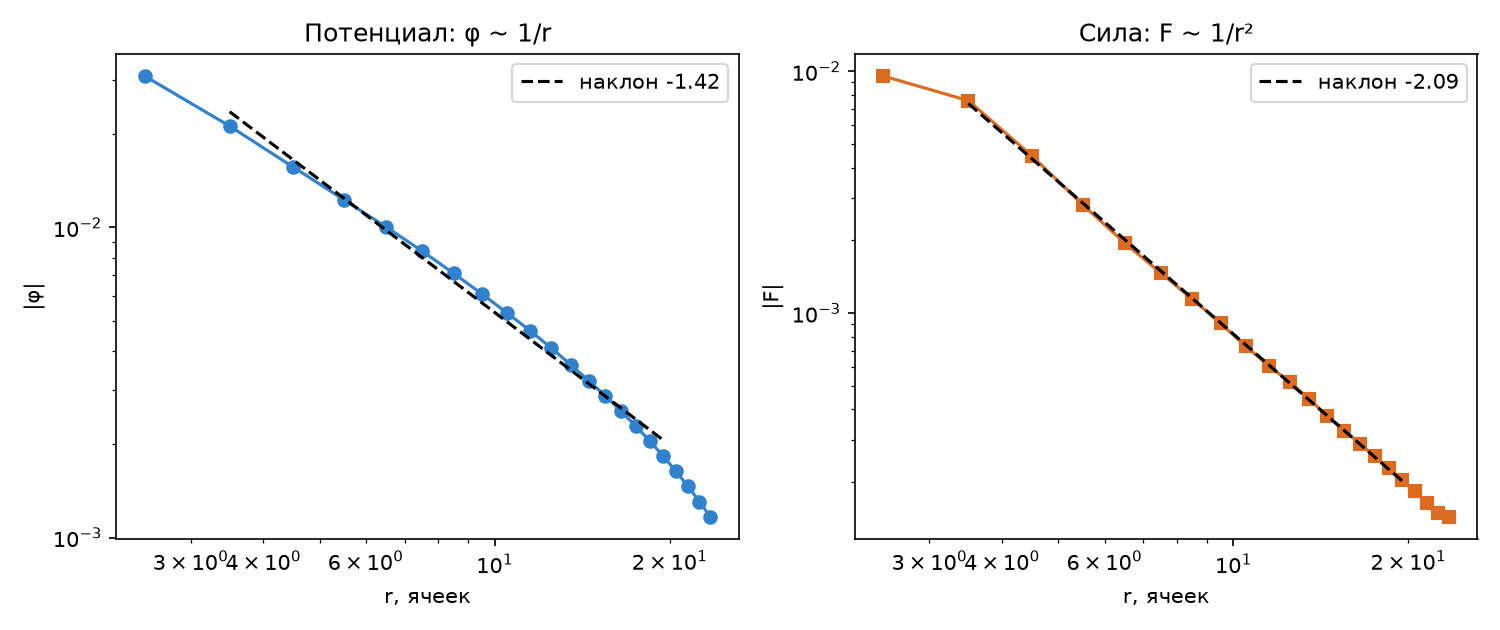 Потенциал: φ ~ 1/r
наклон -1.42
10⁻²
10⁻³
|φ|
3 × 10⁰ 4 × 10⁰ 6 × 10⁰ 10¹ 2 × 10¹
r, ячеек
Сила: F ~ 1/r²
наклон -2.09
10⁻²
10⁻³
|F|
3 × 10⁰ 4 × 10⁰ 6 × 10⁰ 10¹ 2 × 10¹
r, ячеек